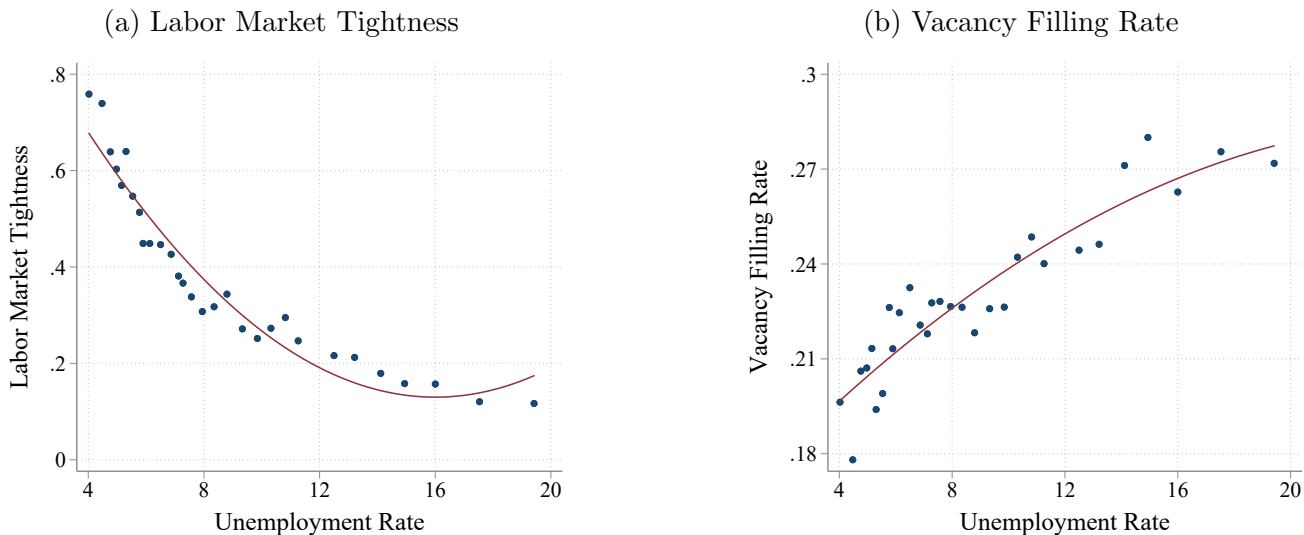 (a) Labor Market Tightness
.8
.6
.4
.2
0
Labor Market Tightness
4 8 12 16 20
Unemployment Rate
(b) Vacancy Filling Rate
.3
.27
.24
.21
.18
Vacancy Filling Rate
4 8 12 16 20
Unemployment Rate